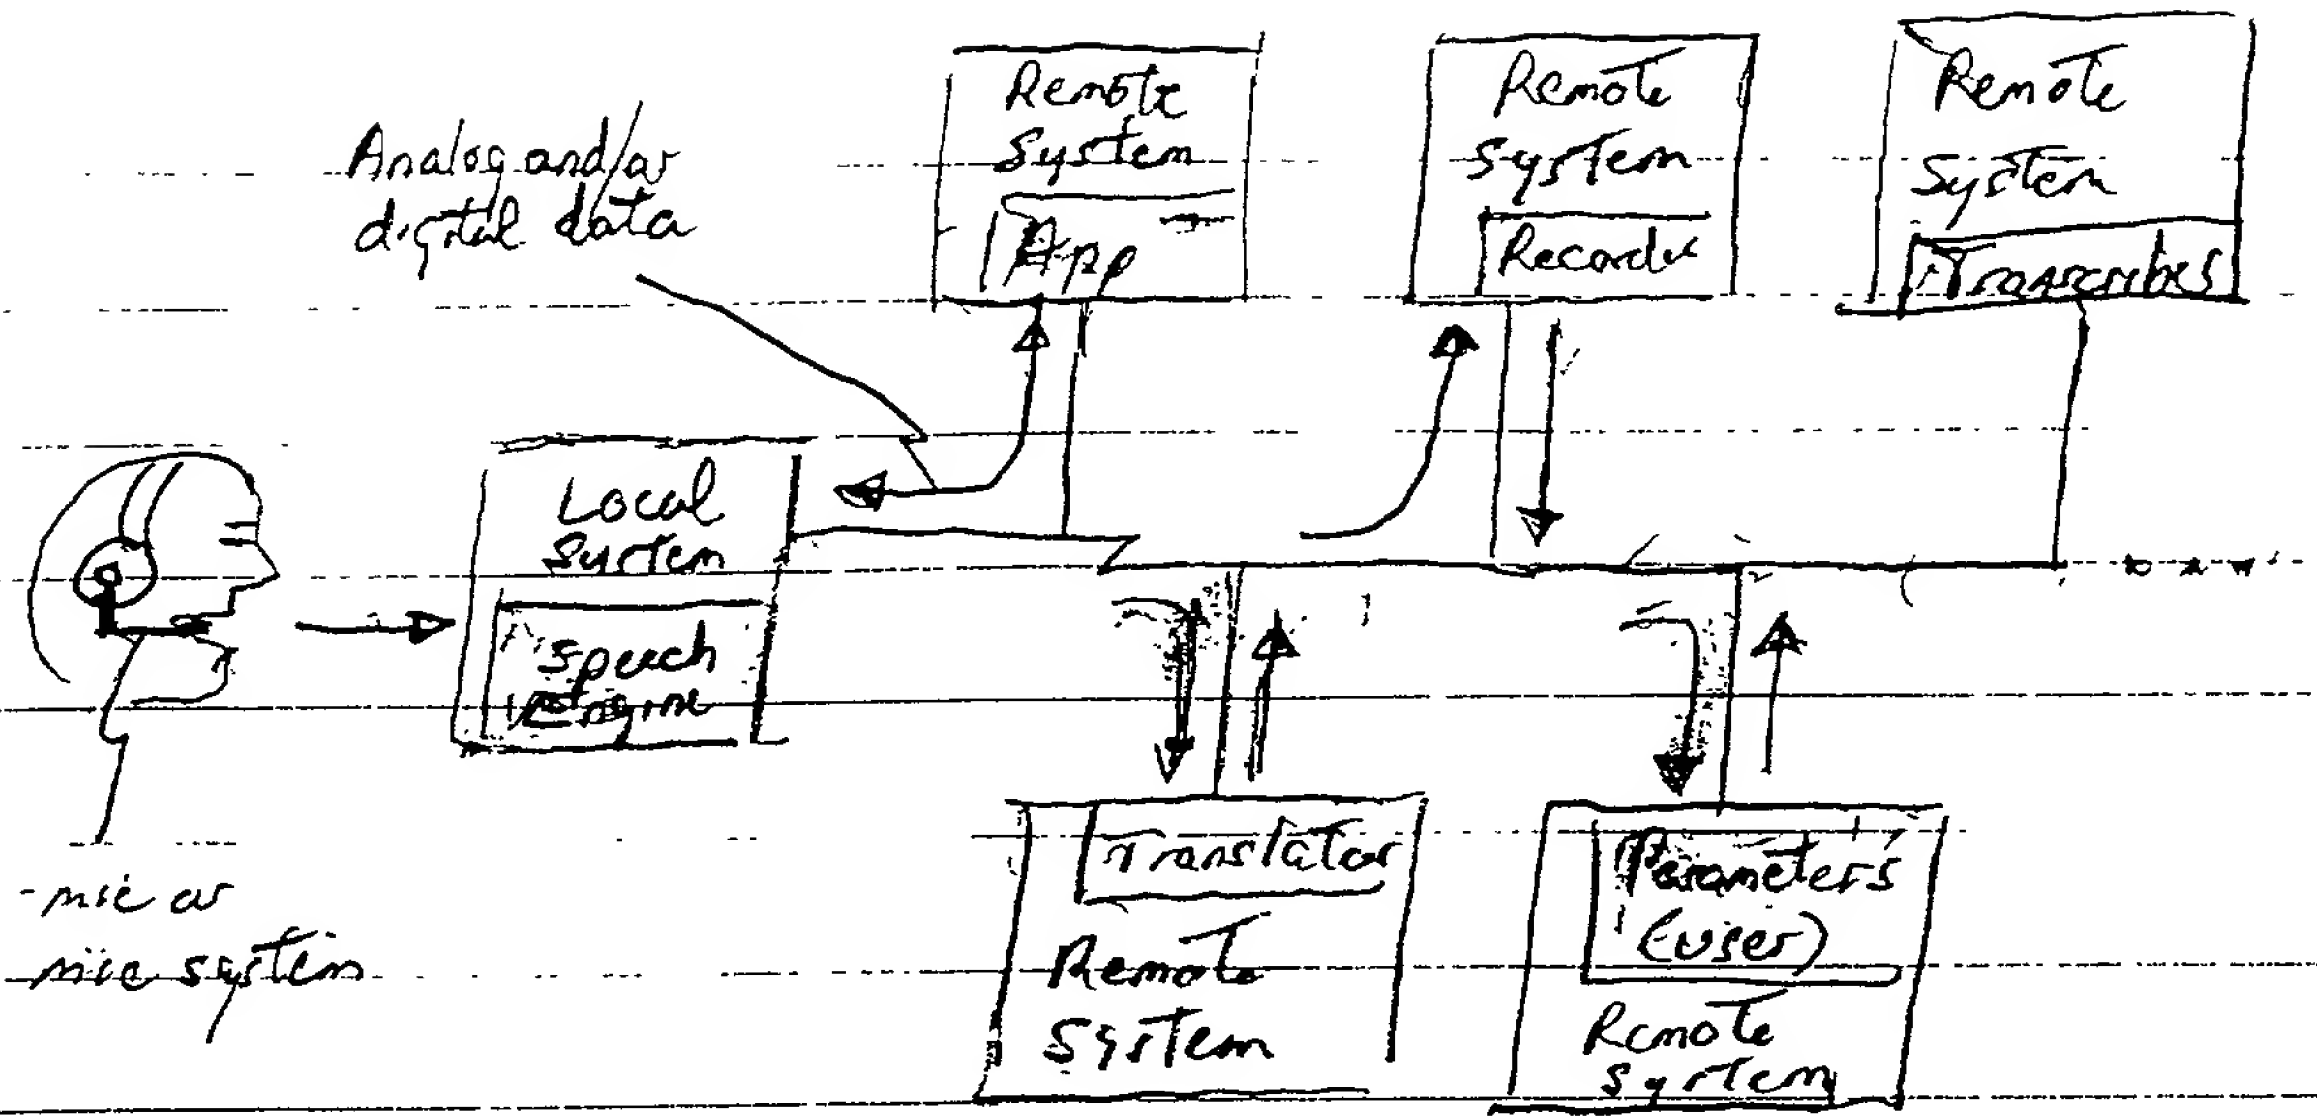 Analog and/or
digital data
Remote
System
App
Remote
System
Recorder
Remote
System
Transcribes
Local
System
Speech
Engine
- mic or
mic system
Translator
Remote
System
Parameters
(user)
Remote
System